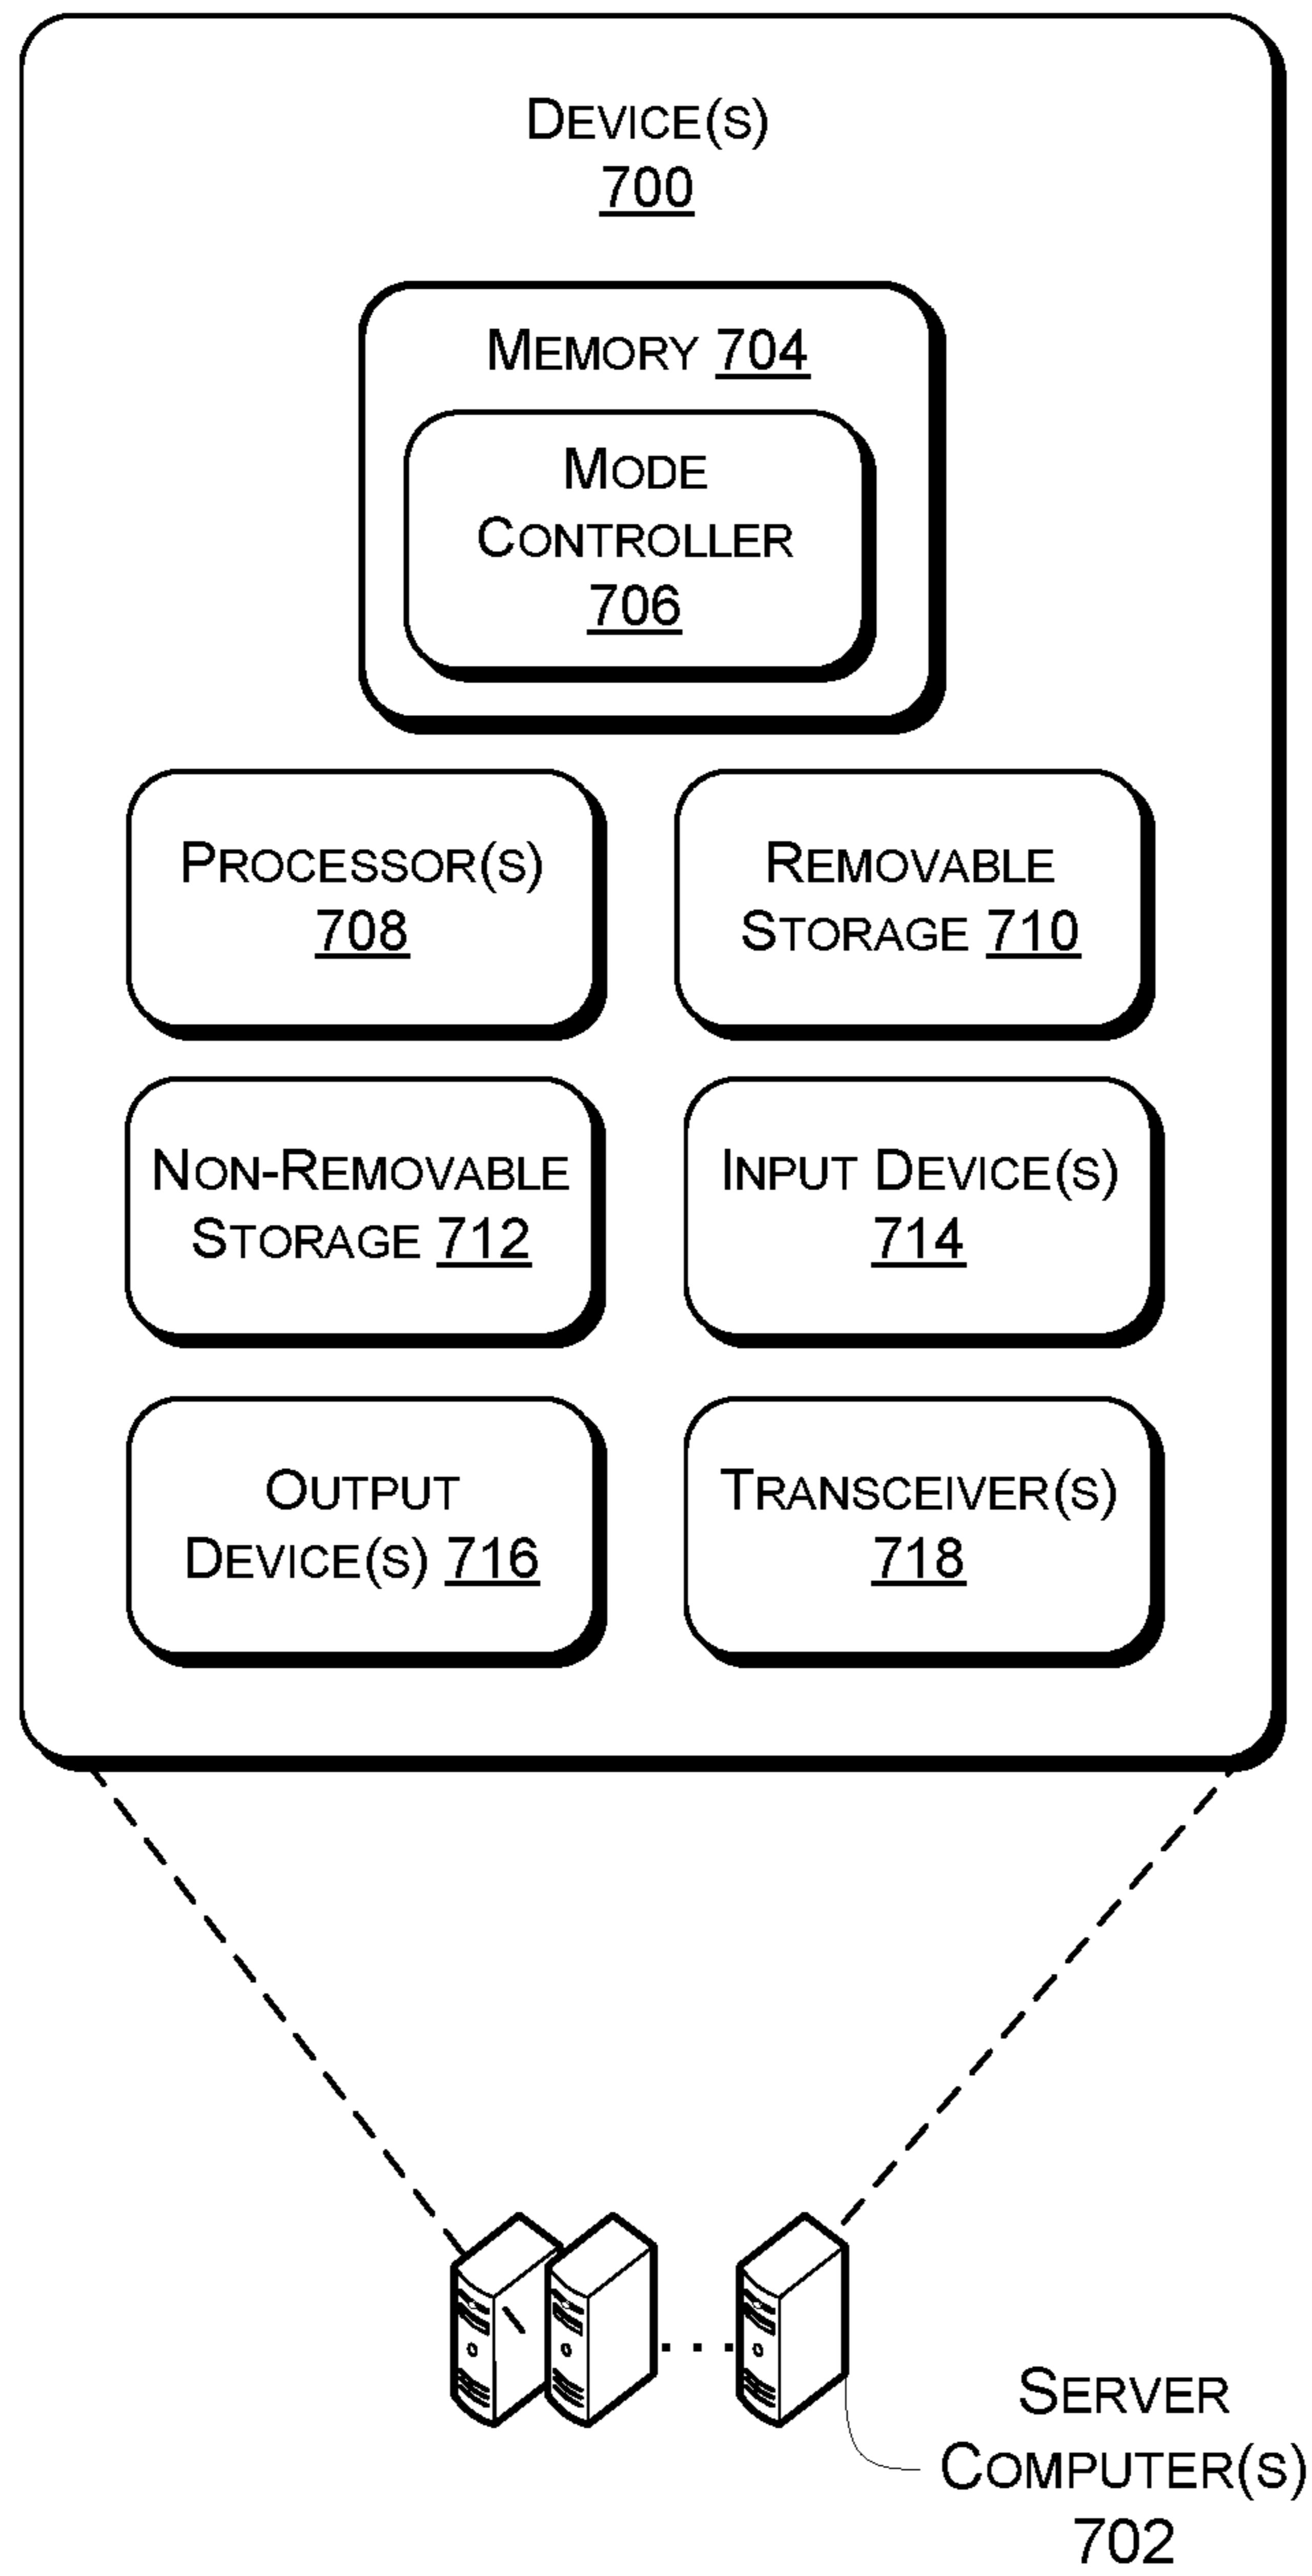 DEVICE(S)
700
MEMORY 704
MODE
CONTROLLER
706
PROCESSOR(S)
708
REMOVABLE
STORAGE 710
NON-REMOVABLE
STORAGE 712
INPUT DEVICE(S)
714
OUTPUT
DEVICE(S) 716
TRANSCEIVER(S)
718
...
SERVER
COMPUTER(S)
702